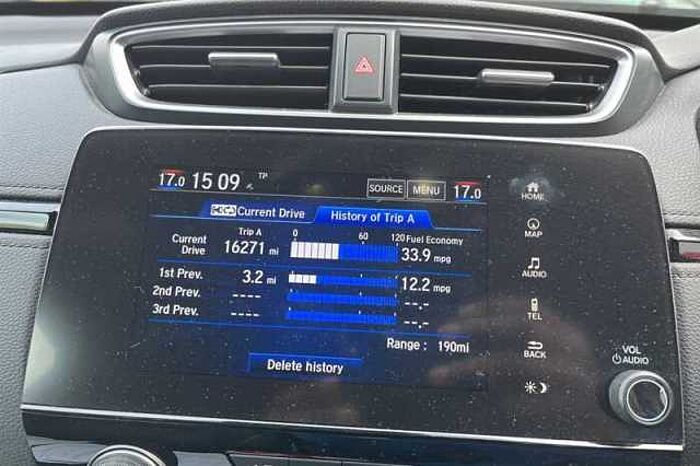 17.0 15 09 TP SOURCE MENU 17.0
HOME
Current Drive History of Trip A
Trip A 0 60 120 Fuel Economy
Current Drive 16271 mi 33.9 mpg
MAP
1st Prev. 3.2 mi 12.2 mpg
AUDIO
2nd Prev. ---- --.-
3rd Prev. ---- --.-
TEL
Range : 190mi
BACK
Delete history
VOL
AUDIO